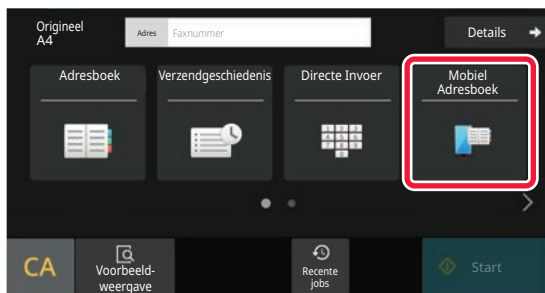 Origineel
A4
Adres
Faxnummer
Details
Adresboek
Verzendgeschiedenis
Directe Invoer
Mobiel
Adresboek
CA
Voorbeeld-
weergave
Recente
jobs
Start